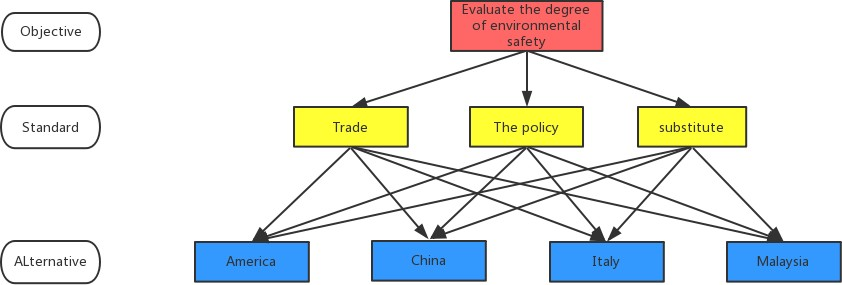 Objective
Evaluate the degree
of environmental
safety
Standard
Trade
The policy
substitute
ALternative
America
China
Italy
Malaysia